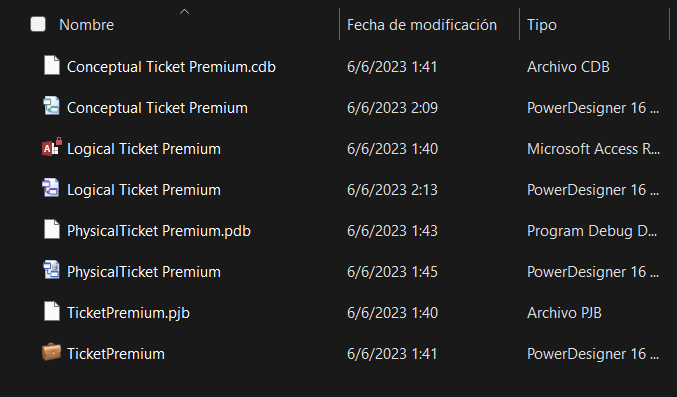 Nombre Fecha de modificación Tipo
Conceptual Ticket Premium.cdb 6/6/2023 1:41 Archivo CDB
Conceptual Ticket Premium 6/6/2023 2:09 PowerDesigner 16 ...
Logical Ticket Premium 6/6/2023 1:40 Microsoft Access R...
Logical Ticket Premium 6/6/2023 2:13 PowerDesigner 16 ...
PhysicalTicket Premium.pdb 6/6/2023 1:43 Program Debug D...
PhysicalTicket Premium 6/6/2023 1:45 PowerDesigner 16 ...
TicketPremium.pjb 6/6/2023 1:40 Archivo PJB
TicketPremium 6/6/2023 1:41 PowerDesigner 16 ...